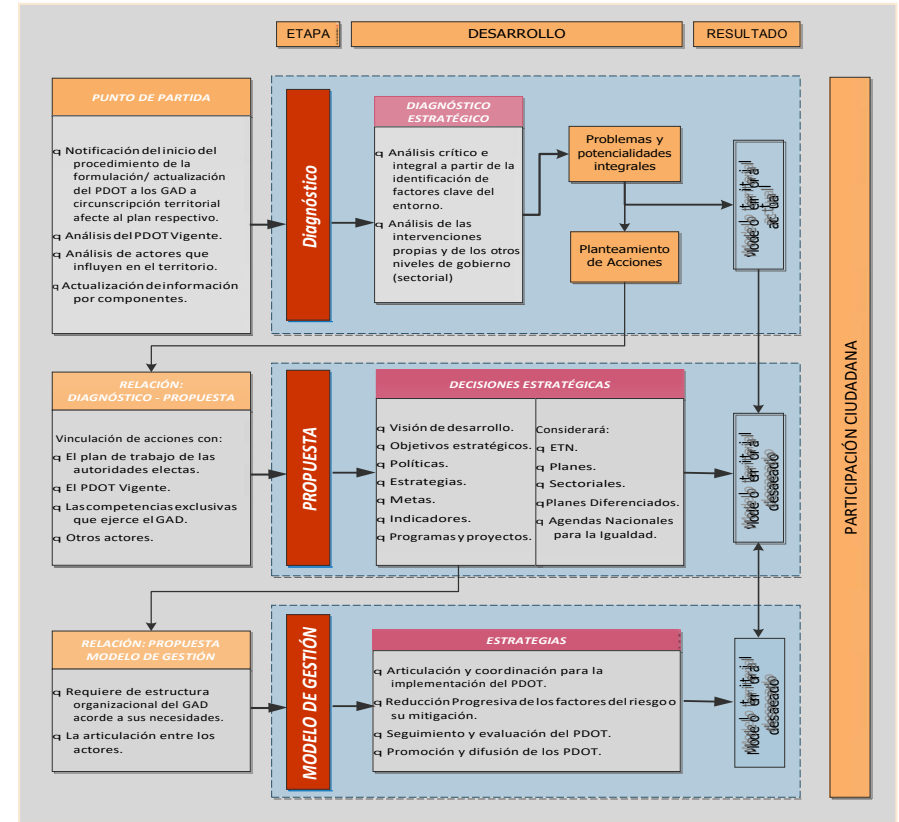 ETAPA
DESARROLLO
RESULTADO
PUNTO DE PARTIDA
q Notificación del inicio del
procedimiento de la
formulación/ actualización
del PDOT a los GAD a
circunscripción territorial
afecte al plan respectivo.
q Análisis del PDOT Vigente.
q Análisis de actores que
influyen en el territorio.
q Actualización de información
por componentes.
Diagnóstico
DIAGNÓSTICO
ESTRATÉGICO
q Análisis crítico e
integral a partir de la
identificación de
factores clave del
entorno.
q Análisis de las
intervenciones
propias y de los otros
niveles de gobierno
(sectorial)
Problemas y
potencialidades
integrales
Planteamiento
de Acciones
RELACIÓN:
DIAGNÓSTICO - PROPUESTA
Vinculación de acciones con:
q El plan de trabajo de las
autoridades electas.
q El PDOT Vigente.
q Las competencias exclusivas
que ejerce el GAD.
q Otros actores.
PROPUESTA
DECISIONES ESTRATÉGICAS
q Visión de desarrollo.
q Objetivos estratégicos.
q Políticas.
q Estrategias.
q Metas.
q Indicadores.
q Programas y proyectos.
Considerará:
q ETN.
q Planes.
q Sectoriales.
q Planes Diferenciados.
q Agendas Nacionales
para la Igualdad.
RELACIÓN: PROPUESTA
MODELO DE GESTIÓN
q Requiere de estructura
organizacional del GAD
acorde a sus necesidades.
q La articulación entre los
actores.
MODELO DE GESTIÓN
ESTRATEGIAS
q Articulación y coordinación para la
implementación del PDOT.
q Reducción Progresiva de los factores del riesgo o
su mitigación.
q Seguimiento y evaluación del PDOT.
q Promoción y difusión de los PDOT.
PARTICIPACIÓN CIUDADANA